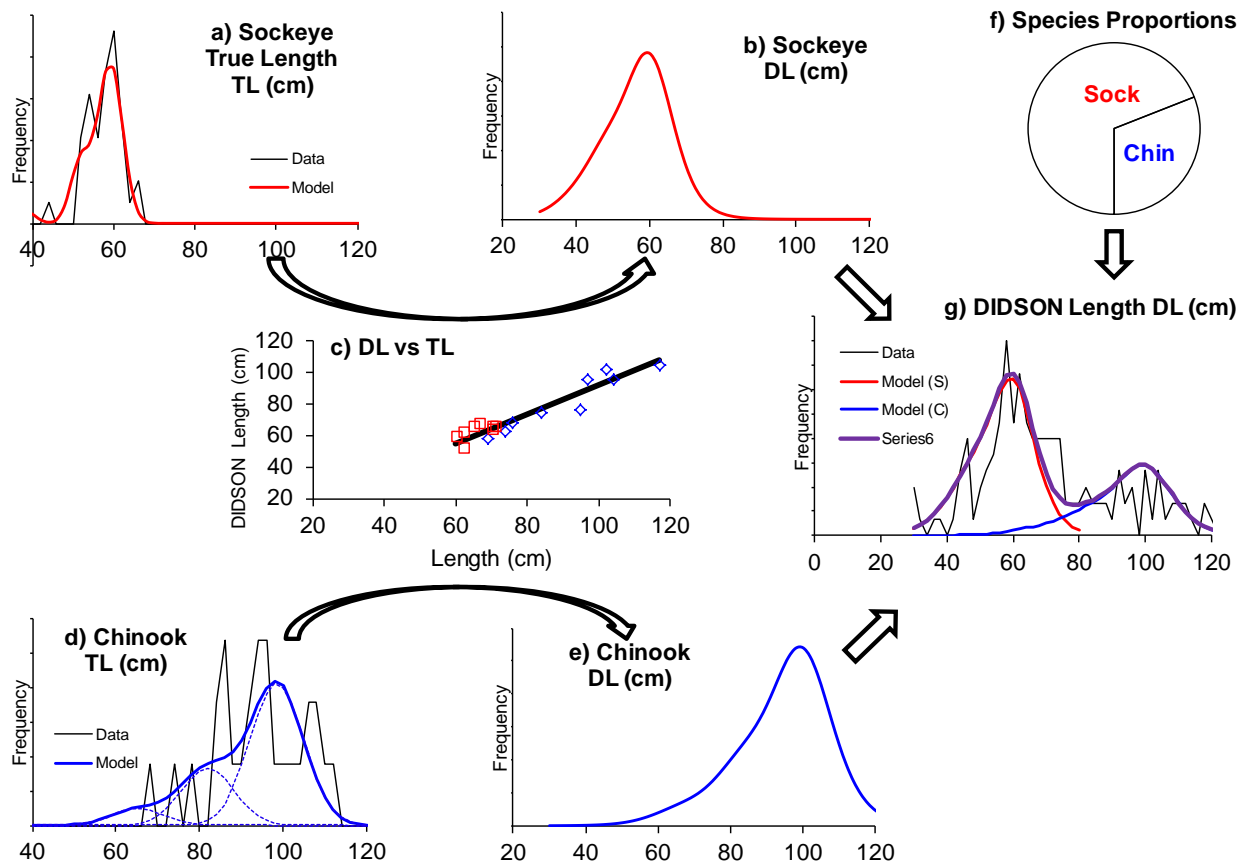 a) Sockeye
True Length
TL (cm)
Frequency
Data
Model
40 60 80 100 120
b) Sockeye
DL (cm)
Frequency
20 40 60 80 100 120
f) Species Proportions
Sock
Chin
c) DL vs TL
DIDSON Length (cm)
120
100
80
60
40
20
20 40 60 80 100 120
Length (cm)
g) DIDSON Length DL (cm)
Frequency
Data
Model (S)
Model (C)
Series6
0 20 40 60 80 100 120
d) Chinook
TL (cm)
Frequency
Data
Model
40 60 80 100 120
e) Chinook
DL (cm)
Frequency
20 40 60 80 100 120